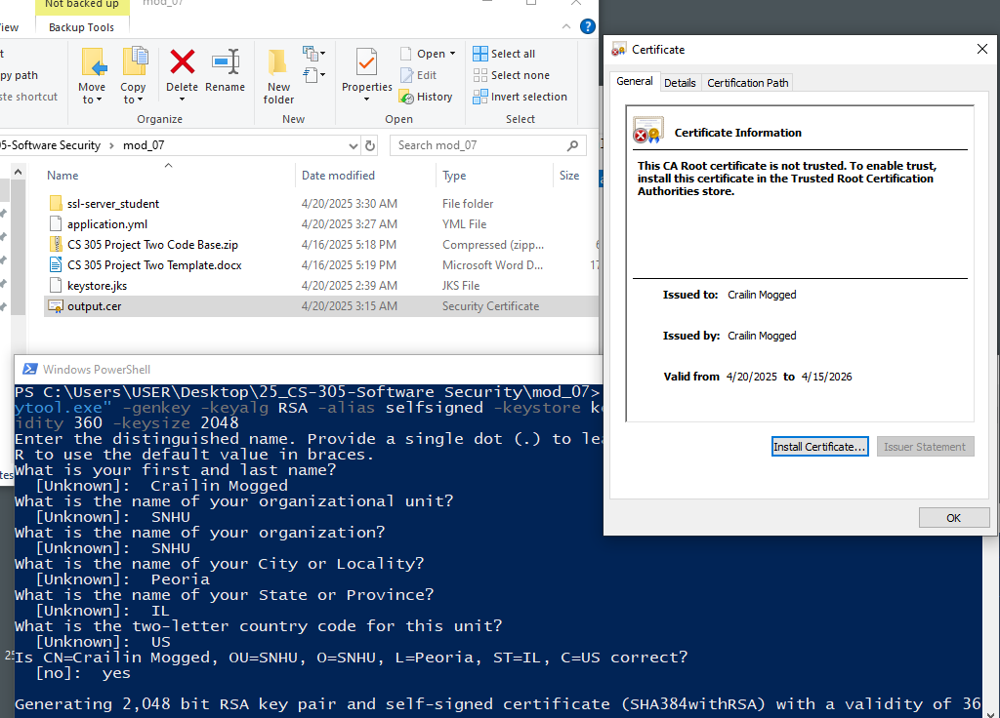 Not backed up
mod_07
iew
Backup Tools
t
py path
ste shortcut
Move to
Copy to
Delete
Rename
Organize
New folder
New
Properties
Open
Edit
History
Open
Select all
Select none
Invert selection
Select
05-Software Security > mod_07
Search mod_07
Name Date modified Type Size
ssl-server_student 4/20/2025 3:30 AM File folder
application.yml 4/20/2025 3:27 AM YML File
CS 305 Project Two Code Base.zip 4/16/2025 5:18 PM Compressed (zipp... 6
CS 305 Project Two Template.docx 4/16/2025 5:19 PM Microsoft Word D... 17
keystore.jks 4/20/2025 2:39 AM JKS File
output.cer 4/20/2025 3:15 AM Security Certificate
Certificate
General Details Certification Path
Certificate Information
This CA Root certificate is not trusted. To enable trust,
install this certificate in the Trusted Root Certification
Authorities store.
Issued to: Crailin Mogged
Issued by: Crailin Mogged
Valid from 4/20/2025 to 4/15/2026
Install Certificate...
Issuer Statement
OK
Windows PowerShell
PS C:\Users\USER\Desktop\25_CS-305-Software Security\mod_07>
ytool.exe" -genkey -keyalg RSA -alias selfsigned -keystore ke
idity 360 -keysize 2048
Enter the distinguished name. Provide a single dot (.) to lea
R to use the default value in braces.
What is your first and last name?
[Unknown]: Crailin Mogged
What is the name of your organizational unit?
[Unknown]: SNHU
What is the name of your organization?
[Unknown]: SNHU
What is the name of your City or Locality?
[Unknown]: Peoria
What is the name of your State or Province?
[Unknown]: IL
What is the two-letter country code for this unit?
[Unknown]: US
Is CN=Crailin Mogged, OU=SNHU, O=SNHU, L=Peoria, ST=IL, C=US correct?
[no]: yes
Generating 2,048 bit RSA key pair and self-signed certificate (SHA384withRSA) with a validity of 36
tes
25